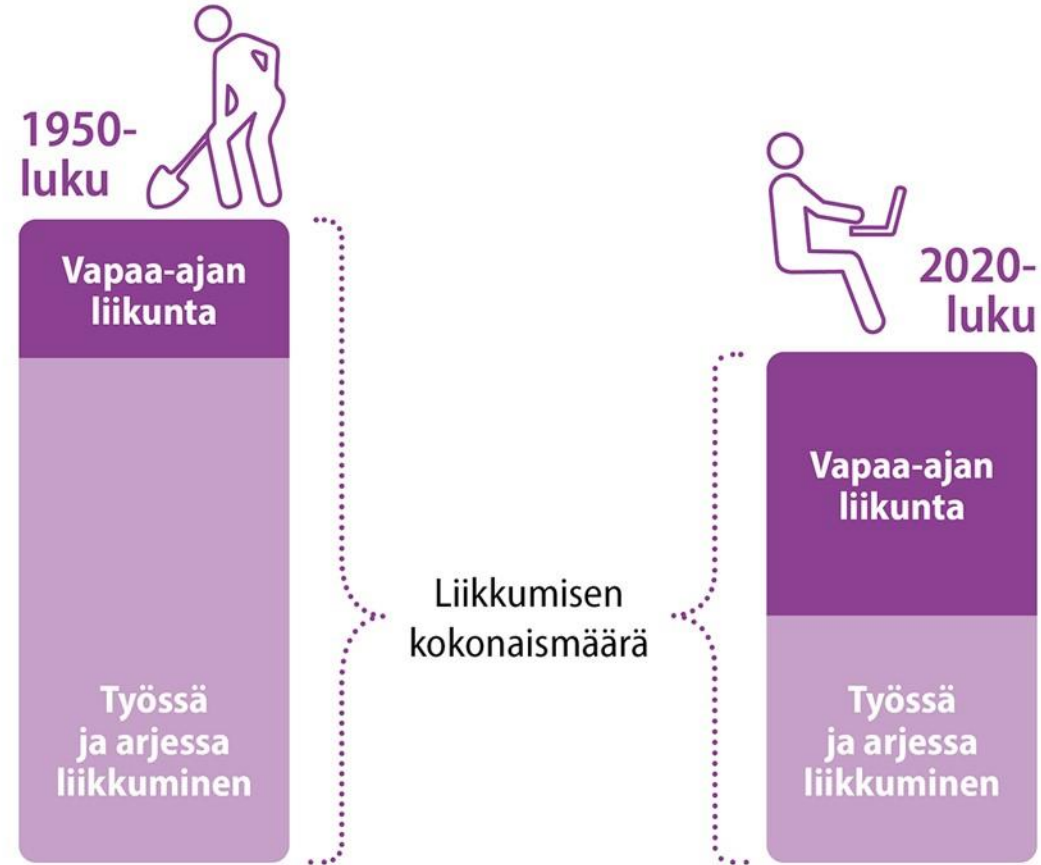 1950-
luku
Vapaa-ajan
liikunta
Työssä
ja arjessa
liikkuminen
Liikkumisen
kokonaismäärä
2020-
luku
Vapaa-ajan
liikunta
Työssä
ja arjessa
liikkuminen